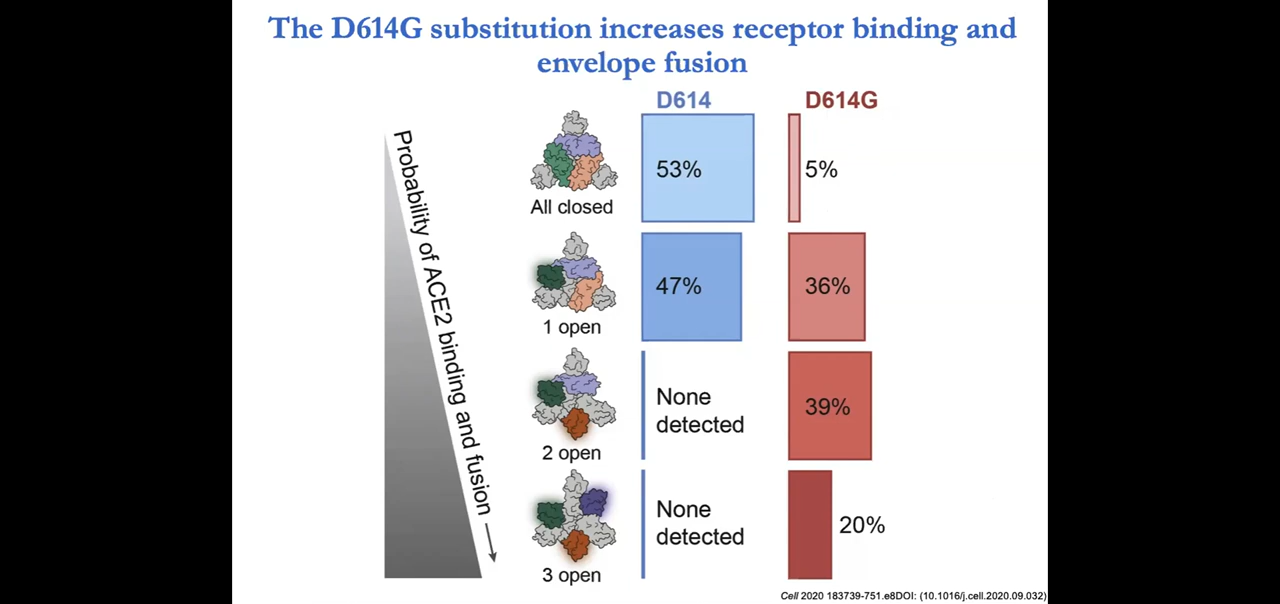 The D614G substitution increases receptor binding and
envelope fusion
D614
D614G
Probability of ACE2 binding and fusion
All closed
53%
5%
1 open
47%
36%
2 open
None
detected
39%
3 open
None
detected
20%
Cell 2020 183739-751.e8DOI: (10.1016/j.cell.2020.09.032)